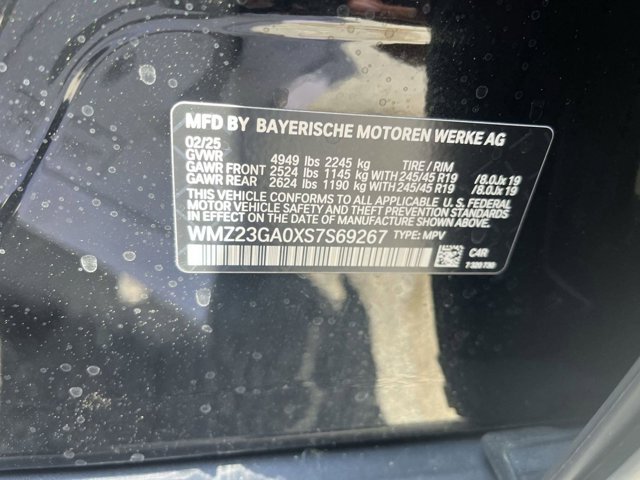 MFD BY BAYERISCHE MOTOREN WERKE AG
02/25
GVWR 4949 lbs 2245 kg TIRE / RIM
GAWR FRONT 2524 lbs 1145 kg WITH 245/45 R19 /8.0Jx 19
GAWR REAR 2624 lbs 1190 kg WITH 245/45 R19 /8.0Jx 19
THIS VEHICLE CONFORMS TO ALL APPLICABLE U.S. FEDERAL
MOTOR VEHICLE SAFETY STANDARDS IN EFFECT ON THE
DATE OF MANUFACTURE SHOWN ABOVE.
WMZ23GA0XS7S69267 TYPE: MPV
C4R